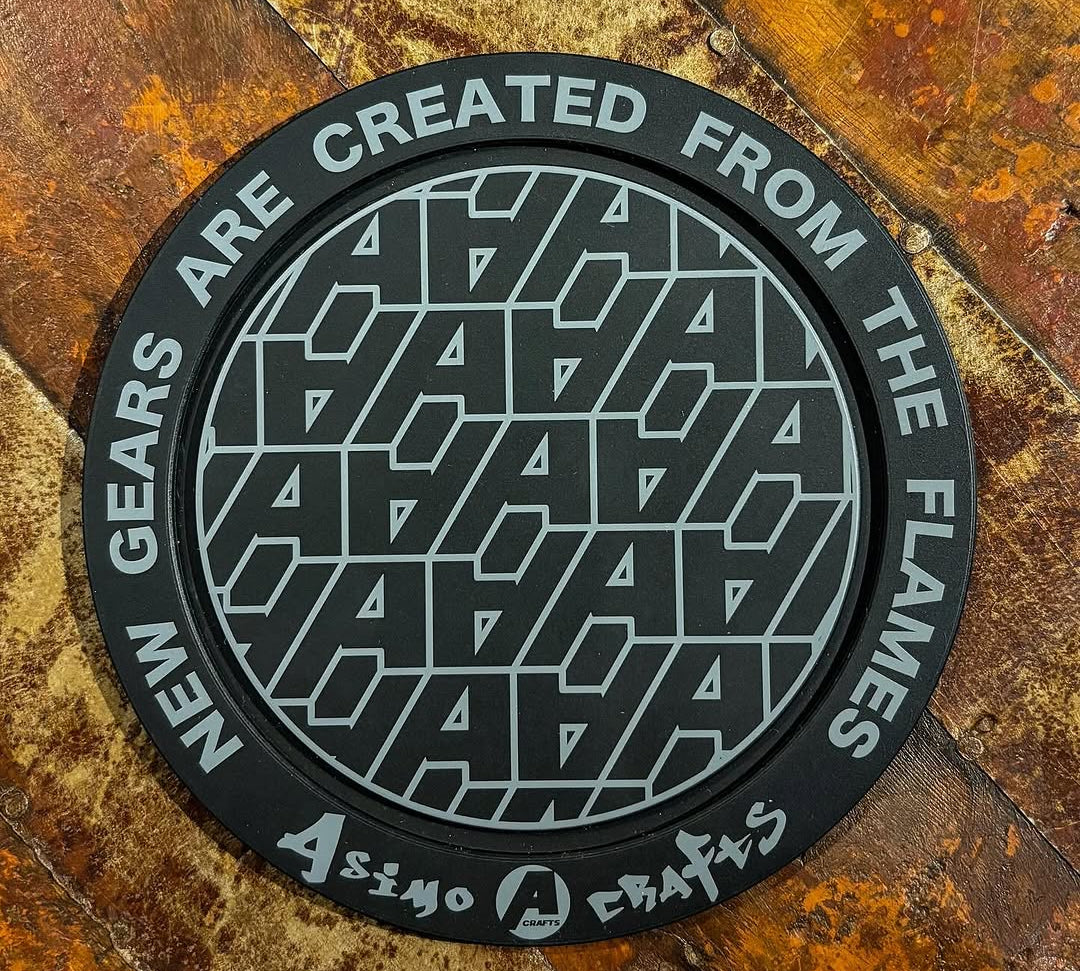 NEW GEARS ARE CREATED FROM THE FLAMES
Asimo CRAftS
A
CRAFTS